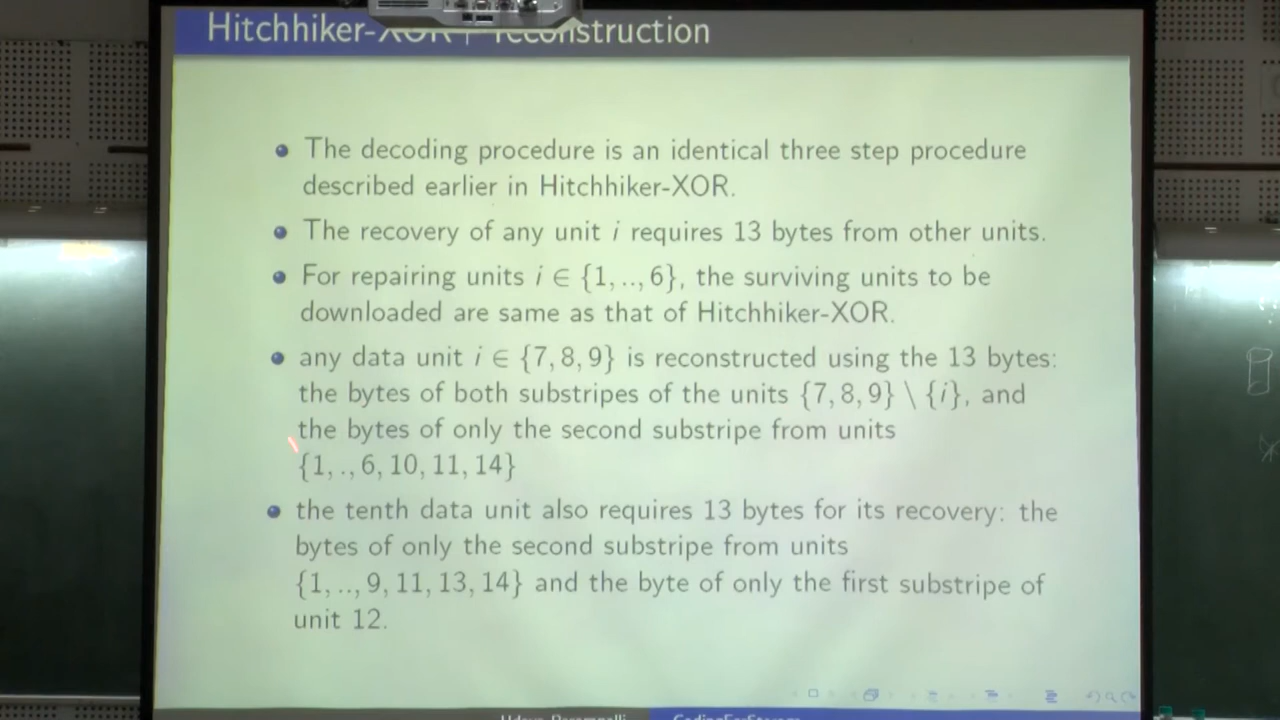 Hitchhiker-XOR+ reconstruction
The decoding procedure is an identical three step procedure
described earlier in Hitchhiker-XOR.
The recovery of any unit i requires 13 bytes from other units.
For repairing units i ∈ {1, .., 6}, the surviving units to be
downloaded are same as that of Hitchhiker-XOR.
any data unit i ∈ {7, 8, 9} is reconstructed using the 13 bytes:
the bytes of both substripes of the units {7, 8, 9} \ {i}, and
the bytes of only the second substripe from units
{1, ., 6, 10, 11, 14}
the tenth data unit also requires 13 bytes for its recovery: the
bytes of only the second substripe from units
{1, .., 9, 11, 13, 14} and the byte of only the first substripe of
unit 12.